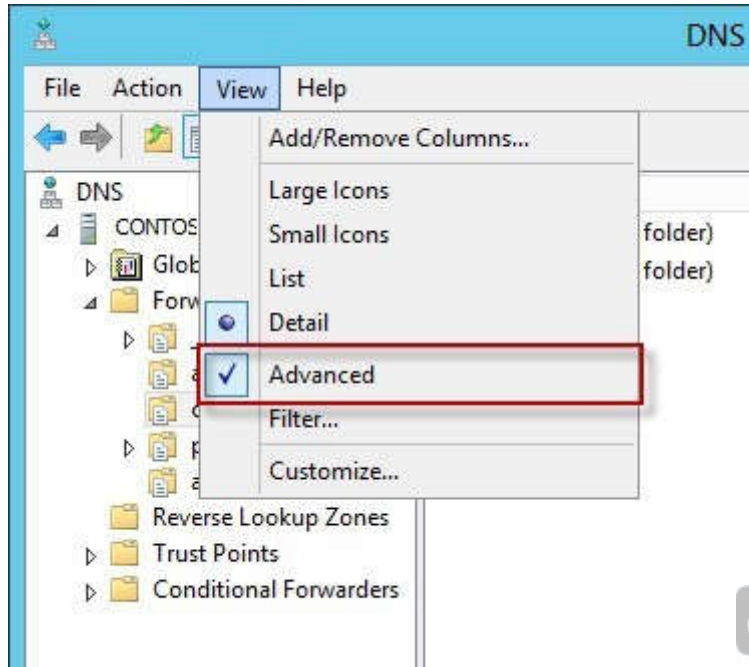 DNS
File Action View Help
Add/Remove Columns...
Large Icons
Small Icons
List
Detail
Advanced
Filter...
Customize...
DNS
folder)
folder)
Reverse Lookup Zones
Trust Points
Conditional Forwarders